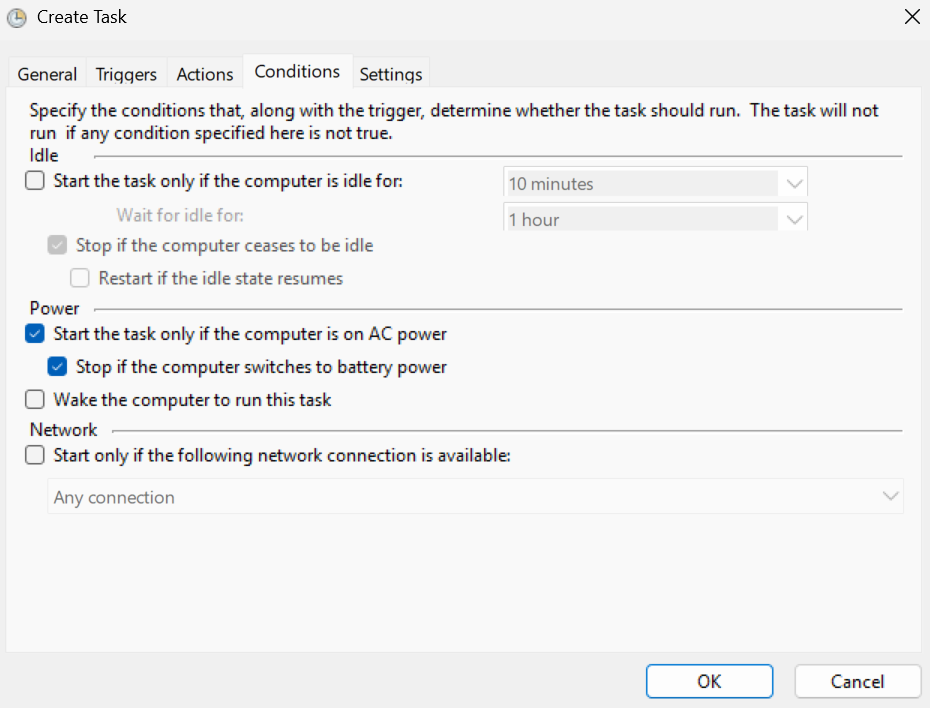 Create Task
General Triggers Actions Conditions Settings
Specify the conditions that, along with the trigger, determine whether the task should run.  The task will not
run  if any condition specified here is not true.
Idle
Start the task only if the computer is idle for: 10 minutes
Wait for idle for: 1 hour
Stop if the computer ceases to be idle
Restart if the idle state resumes
Power
Start the task only if the computer is on AC power
Stop if the computer switches to battery power
Wake the computer to run this task
Network
Start only if the following network connection is available:
Any connection
OK Cancel